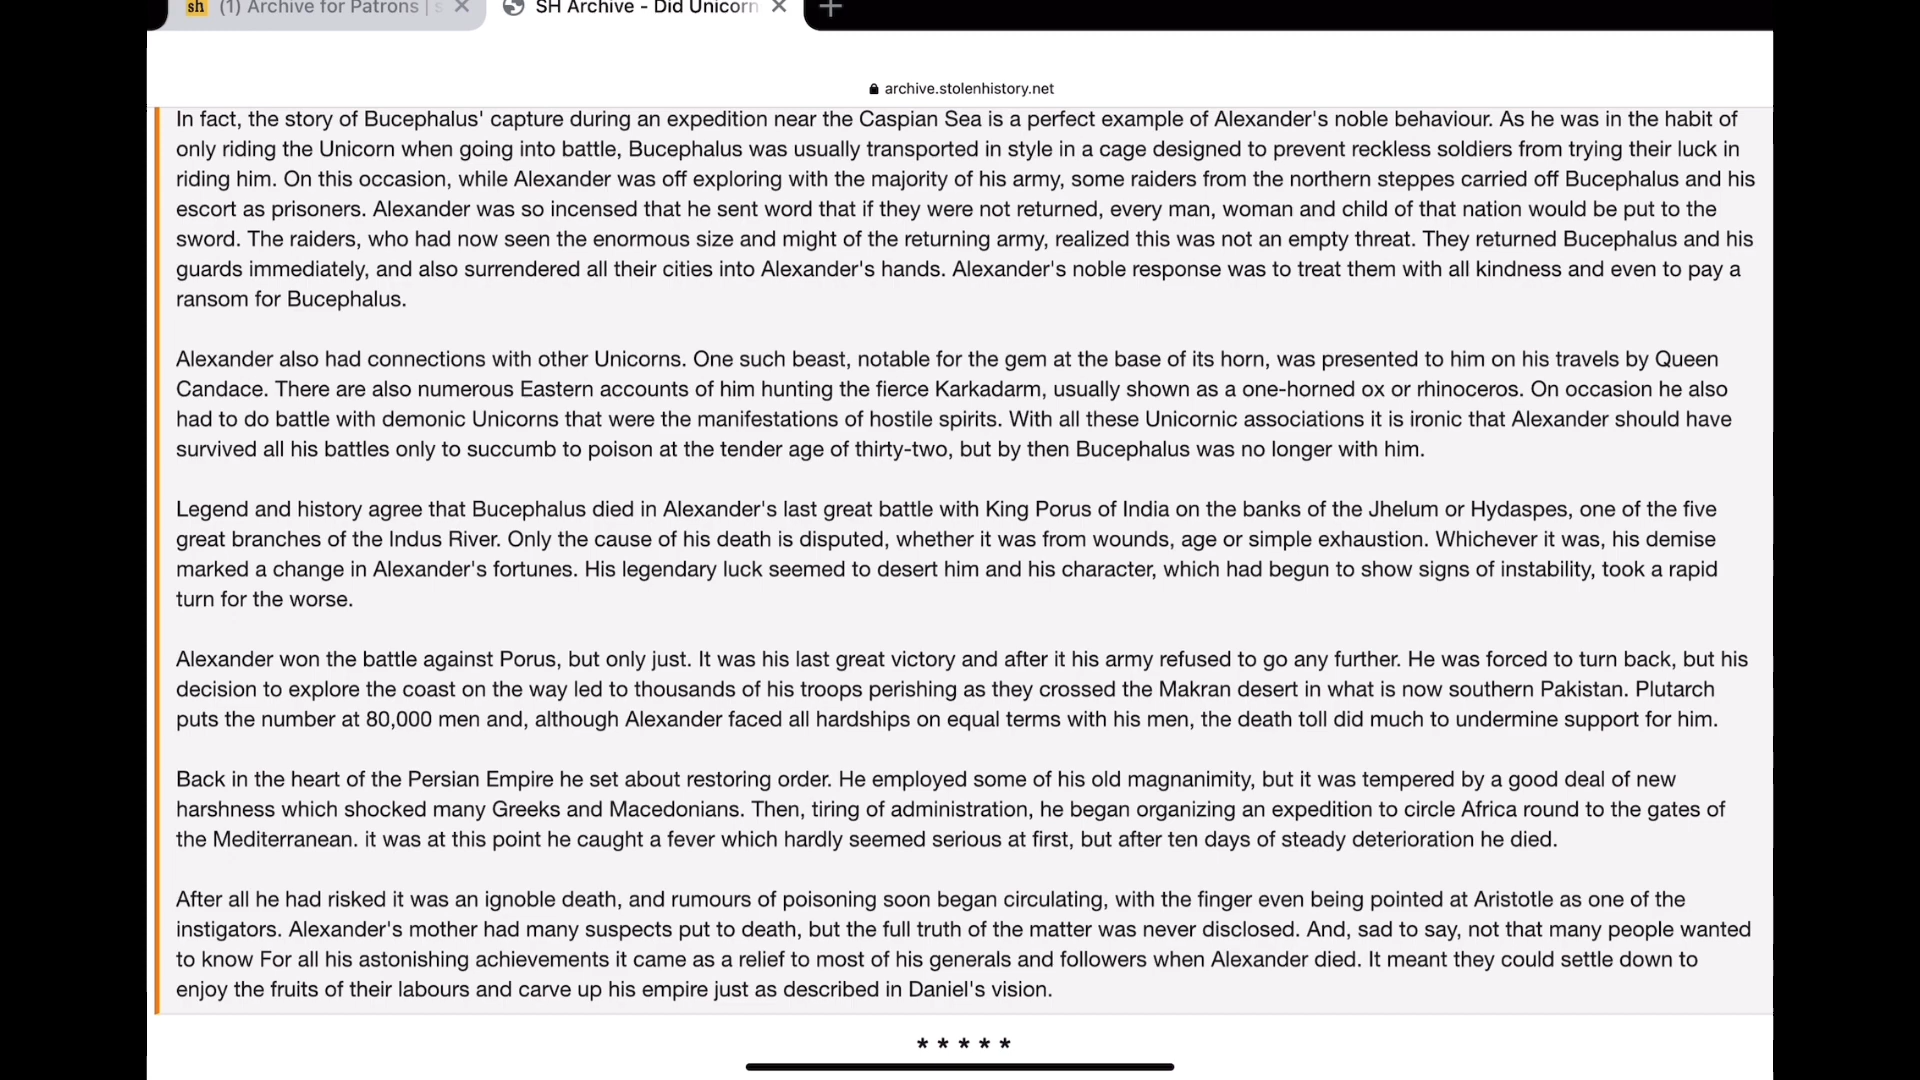 sh (1) Archive for Patrons | s
SH Archive - Did Unicorn
archive.stolenhistory.net
In fact, the story of Bucephalus' capture during an expedition near the Caspian Sea is a perfect example of Alexander's noble behaviour. As he was in the habit of
only riding the Unicorn when going into battle, Bucephalus was usually transported in style in a cage designed to prevent reckless soldiers from trying their luck in
riding him. On this occasion, while Alexander was off exploring with the majority of his army, some raiders from the northern steppes carried off Bucephalus and his
escort as prisoners. Alexander was so incensed that he sent word that if they were not returned, every man, woman and child of that nation would be put to the
sword. The raiders, who had now seen the enormous size and might of the returning army, realized this was not an empty threat. They returned Bucephalus and his
guards immediately, and also surrendered all their cities into Alexander's hands. Alexander's noble response was to treat them with all kindness and even to pay a
ransom for Bucephalus.
Alexander also had connections with other Unicorns. One such beast, notable for the gem at the base of its horn, was presented to him on his travels by Queen
Candace. There are also numerous Eastern accounts of him hunting the fierce Karkadarm, usually shown as a one-horned ox or rhinoceros. On occasion he also
had to do battle with demonic Unicorns that were the manifestations of hostile spirits. With all these Unicornic associations it is ironic that Alexander should have
survived all his battles only to succumb to poison at the tender age of thirty-two, but by then Bucephalus was no longer with him.
Legend and history agree that Bucephalus died in Alexander's last great battle with King Porus of India on the banks of the Jhelum or Hydaspes, one of the five
great branches of the Indus River. Only the cause of his death is disputed, whether it was from wounds, age or simple exhaustion. Whichever it was, his demise
marked a change in Alexander's fortunes. His legendary luck seemed to desert him and his character, which had begun to show signs of instability, took a rapid
turn for the worse.
Alexander won the battle against Porus, but only just. It was his last great victory and after it his army refused to go any further. He was forced to turn back, but his
decision to explore the coast on the way led to thousands of his troops perishing as they crossed the Makran desert in what is now southern Pakistan. Plutarch
puts the number at 80,000 men and, although Alexander faced all hardships on equal terms with his men, the death toll did much to undermine support for him.
Back in the heart of the Persian Empire he set about restoring order. He employed some of his old magnanimity, but it was tempered by a good deal of new
harshness which shocked many Greeks and Macedonians. Then, tiring of administration, he began organizing an expedition to circle Africa round to the gates of
the Mediterranean. it was at this point he caught a fever which hardly seemed serious at first, but after ten days of steady deterioration he died.
After all he had risked it was an ignoble death, and rumours of poisoning soon began circulating, with the finger even being pointed at Aristotle as one of the
instigators. Alexander's mother had many suspects put to death, but the full truth of the matter was never disclosed. And, sad to say, not that many people wanted
to know For all his astonishing achievements it came as a relief to most of his generals and followers when Alexander died. It meant they could settle down to
enjoy the fruits of their labours and carve up his empire just as described in Daniel's vision.
* * * * *